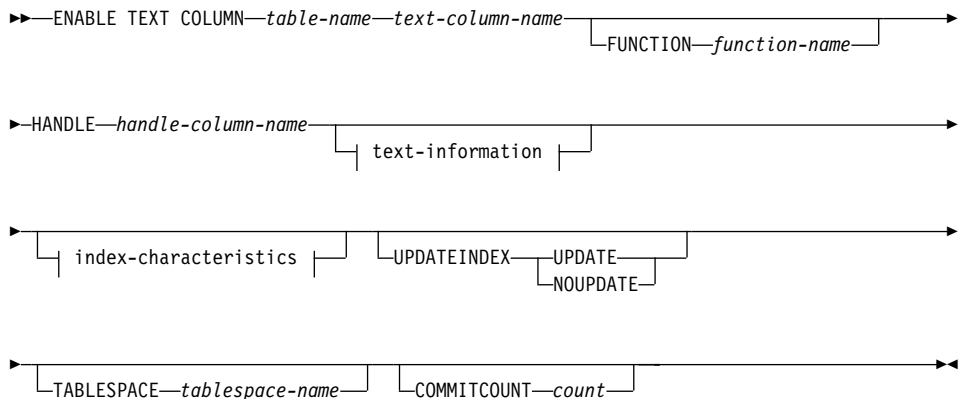 ENABLE TEXT COLUMN table-name text-column-name
FUNCTION function-name
HANDLE handle-column-name
text-information
index-characteristics UPDATEINDEX UPDATE
NOUPDATE
TABLESPACE tablespace-name COMMITCOUNT count